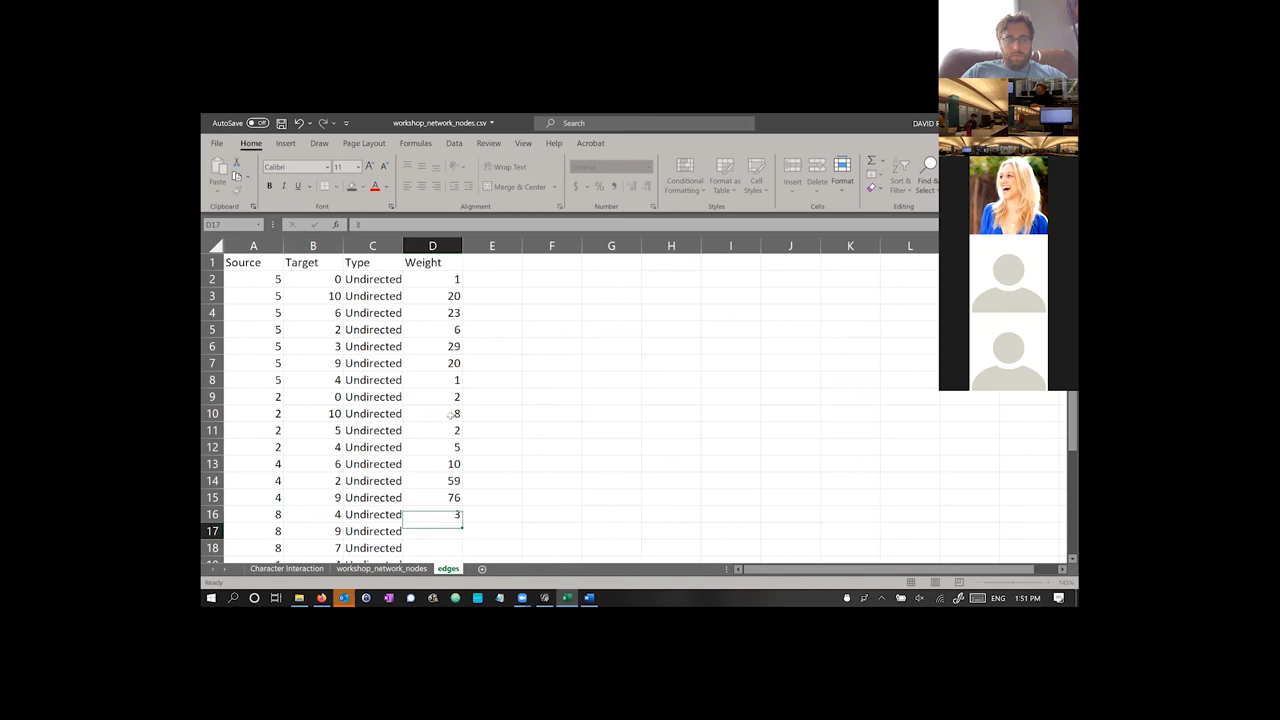 AutoSave Off workshop_network_nodes.csv Search DAVID
File Home Insert Draw Page Layout Formulas Data Review View Help Acrobat
Calibri 11 A A Wrap Text General
Paste B I U A Merge & Center $ % Conditional Formatting Format as Table Cell Styles Insert Delete Format Sort & Filter Find & Select
Clipboard Font Alignment Number Styles Cells Editing
D17 fx 3
A B C D E F G H I J K L
1 Source Target Type Weight
2 5 0 Undirected 1
3 5 10 Undirected 20
4 5 6 Undirected 23
5 5 2 Undirected 6
6 5 3 Undirected 29
7 5 9 Undirected 20
8 5 4 Undirected 1
9 2 0 Undirected 2
10 2 10 Undirected 8
11 2 5 Undirected 2
12 2 4 Undirected 5
13 4 6 Undirected 10
14 4 2 Undirected 59
15 4 9 Undirected 76
16 8 4 Undirected 3
17 8 9 Undirected
18 8 7 Undirected
Character Interaction workshop_network_nodes edges
Ready 145%
ENG 1:51 PM